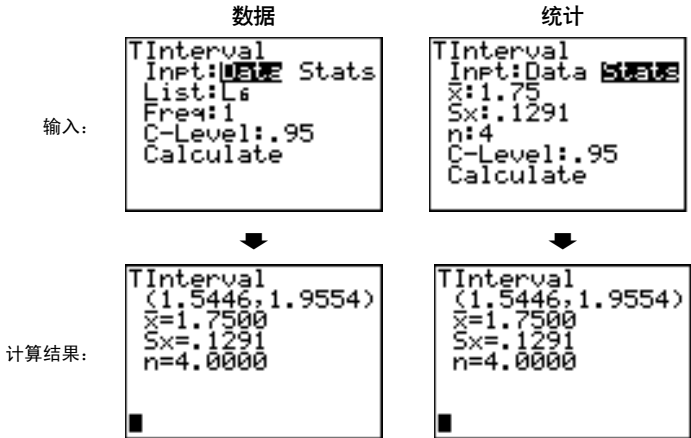 数据
统计
输入:
TInterval
Inpt:Data Stats
List:L₆
Freq:1
C-Level:.95
Calculate
TInterval
Inpt:Data Stats
x̄:1.75
Sx:.1291
n:4
C-Level:.95
Calculate
计算结果:
TInterval
(1.5446,1.9554)
x̄=1.7500
Sx=.1291
n=4.0000
TInterval
(1.5446,1.9554)
x̄=1.7500
Sx=.1291
n=4.0000